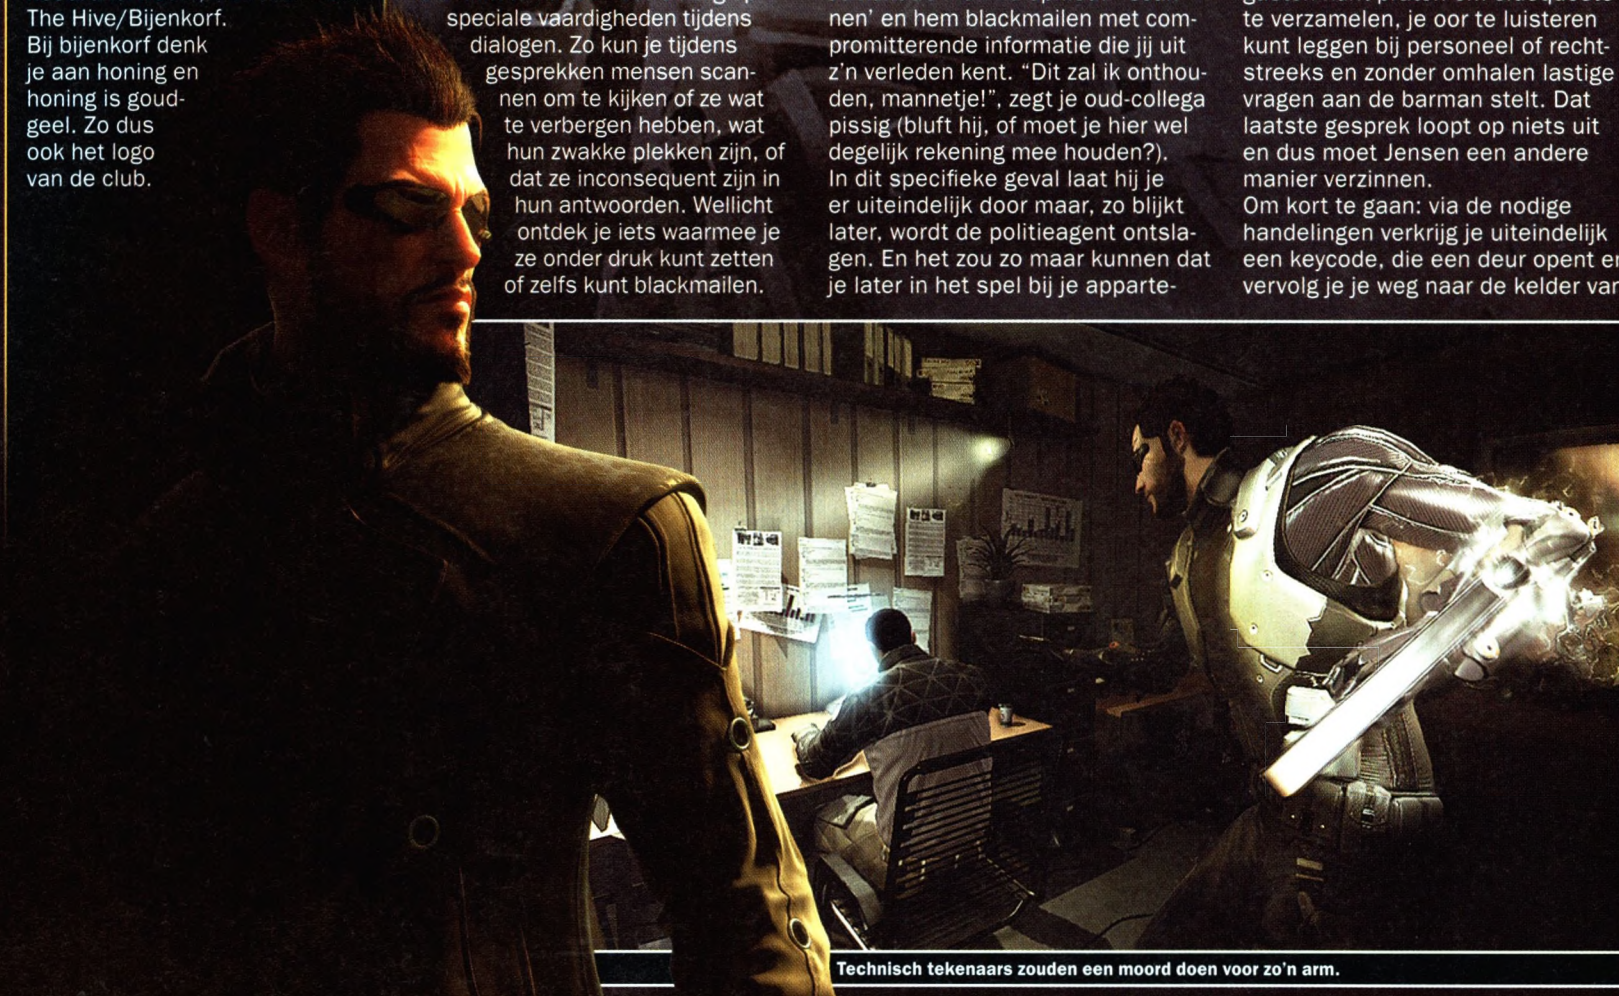 The Hive/Bijenkorf.
Bij bijenkorf denk
je aan honing en
honing is goud-
geel. Zo dus
ook het logo
van de club.
speciale vaardigheden tijdens
dialogen. Zo kun je tijdens
gesprekken mensen scan-
nen om te kijken of ze wat
te verbergen hebben, wat
hun zwakke plekken zijn, of
dat ze inconsequent zijn in
hun antwoorden. Wellicht
ontdek je iets waarmee je
ze onder druk kunt zetten
of zelfs kunt blackmailen.
nen’ en hem blackmailen met com-
promitterende informatie die jij uit
z’n verleden kent. “Dit zal ik onthou-
den, mannetje!”, zegt je oud-collega
pissig (bluft hij, of moet je hier wel
degelijk rekening mee houden?).
In dit specifieke geval laat hij je
er uiteindelijk door maar, zo blijkt
later, wordt de politieagent ontsla-
gen. En het zou zo maar kunnen dat
je later in het spel bij je apparte-
te verzamelen, je oor te luisteren
kunt leggen bij personeel of recht-
streeks en zonder omhalen lastige
vragen aan de barman stelt. Dat
laatste gesprek loopt op niets uit
en dus moet Jensen een andere
manier verzinnen.
Om kort te gaan: via de nodige
handelingen verkrijg je uiteindelijk
een keycode, die een deur opent en
vervolg je je weg naar de kelder van
Technisch tekenaars zouden een moord doen voor zo’n arm.